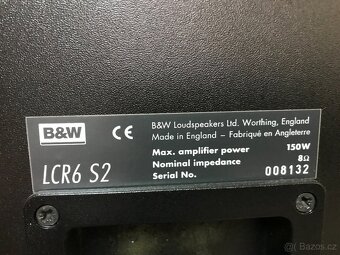 B&W
CE
B&W Loudspeakers Ltd. Worthing, England
Made in England – Fabriqué en Angleterre
LCR6 S2
Max. amplifier power 150W
Nominal impedance 8Ω
Serial No. 008132
Bazoš.cz